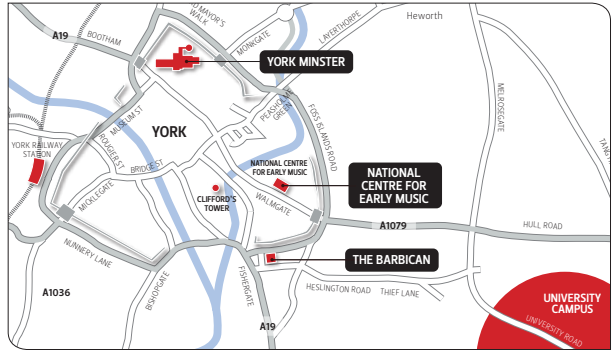 D MAYOR'S
WALK
A19
BOOTHAM
MONKGATE
LAYERTHORPE
Heworth
YORK MINSTER
MUSEUM ST
PEASHOLME
GREEN
FOSS ISLANDS ROAD
MELROSEGATE
TANG
YORK
YORK RAILWAY
STATION
ROUGIER ST
BRIDGE ST
NATIONAL CENTRE
FOR EARLY MUSIC
NATIONAL
CENTRE FOR
EARLY MUSIC
MICKLEGATE
CLIFFORD'S
TOWER
WALMGATE
A1079
HULL ROAD
NUNNERY LANE
THE BARBICAN
A1036
BISHOPGATE
FISHERGATE
HESLINGTON ROAD
THIEF LANE
UNIVERSITY
CAMPUS
A19
UNIVERSITY ROAD